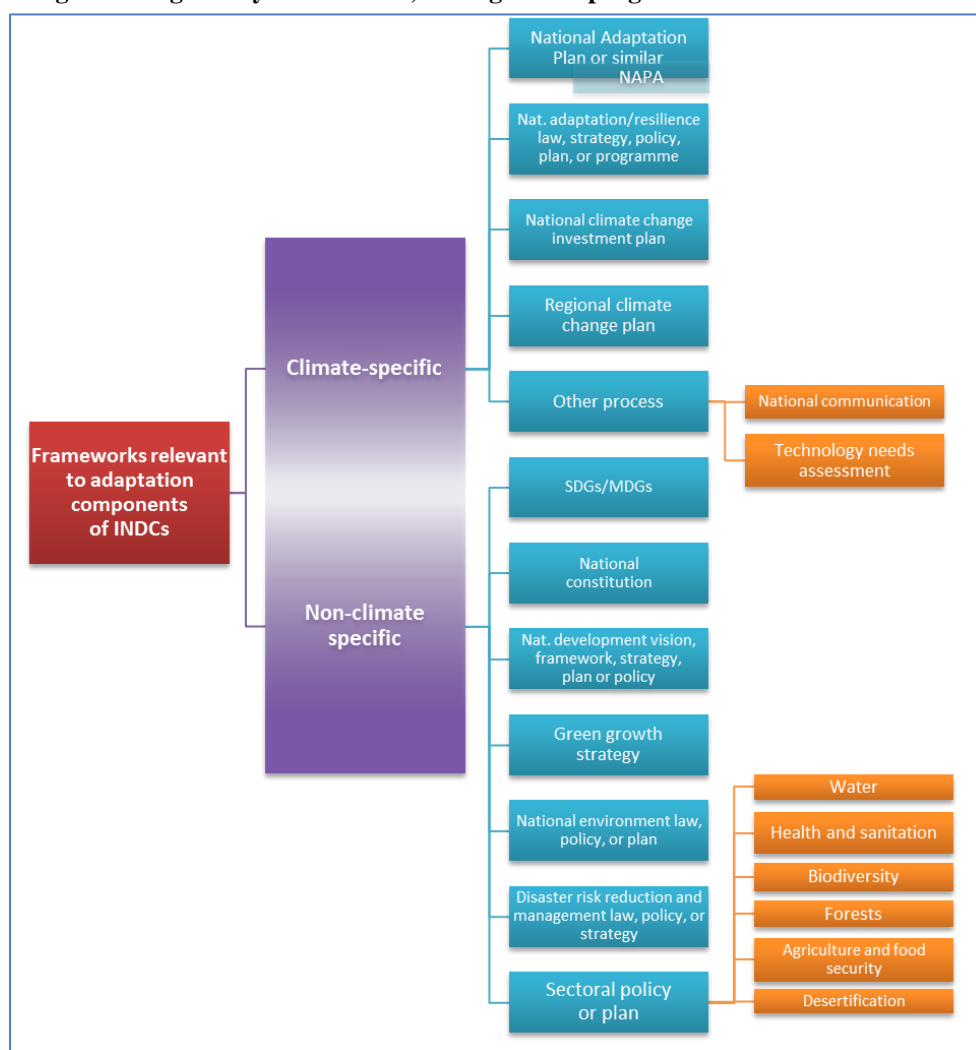 National Adaptation
Plan or similar
NAPA
Nat. adaptation/resilience
law, strategy, policy,
plan, or programme
National climate change
investment plan
Regional climate
change plan
Climate-specific
Other process
National communication
Technology needs
assessment
Frameworks relevant
to adaptation
components
of INDCs
SDGs/MDGs
National
constitution
Non-climate
specific
Nat. development vision,
framework, strategy,
plan or policy
Green growth
strategy
National environment law,
policy, or plan
Disaster risk reduction and
management law, policy, or
strategy
Sectoral policy
or plan
Water
Health and sanitation
Biodiversity
Forests
Agriculture and food
security
Desertification